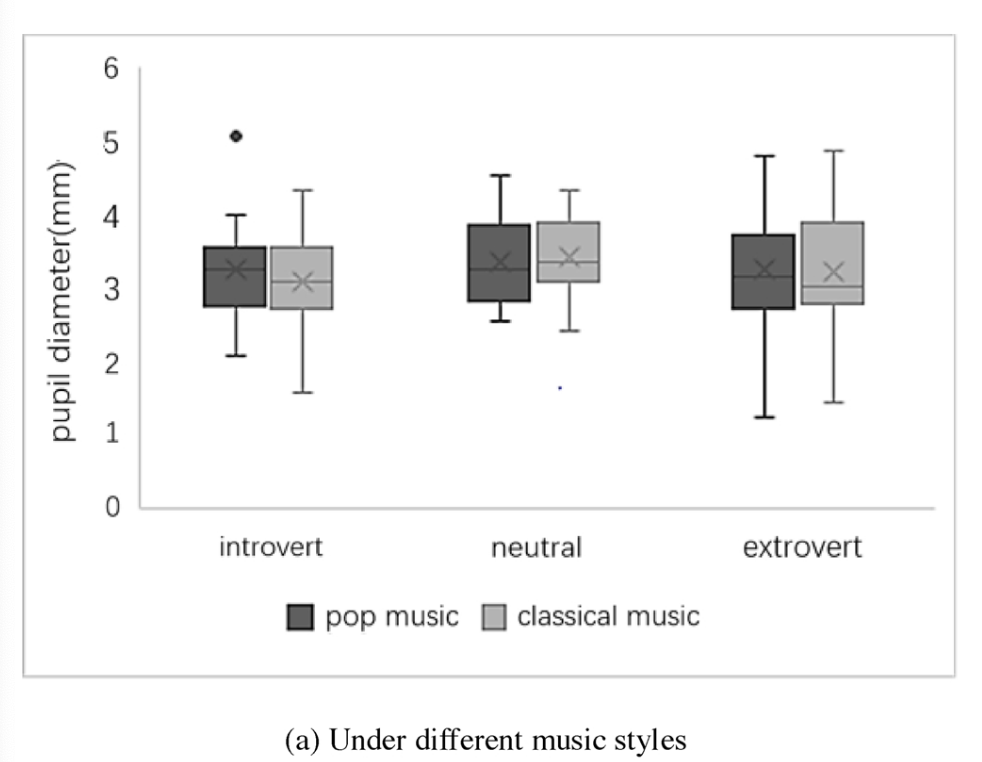 6
5
4
3
2
1
0
pupil diameter(mm)
introvert neutral extrovert
pop music classical music
(a) Under different music styles